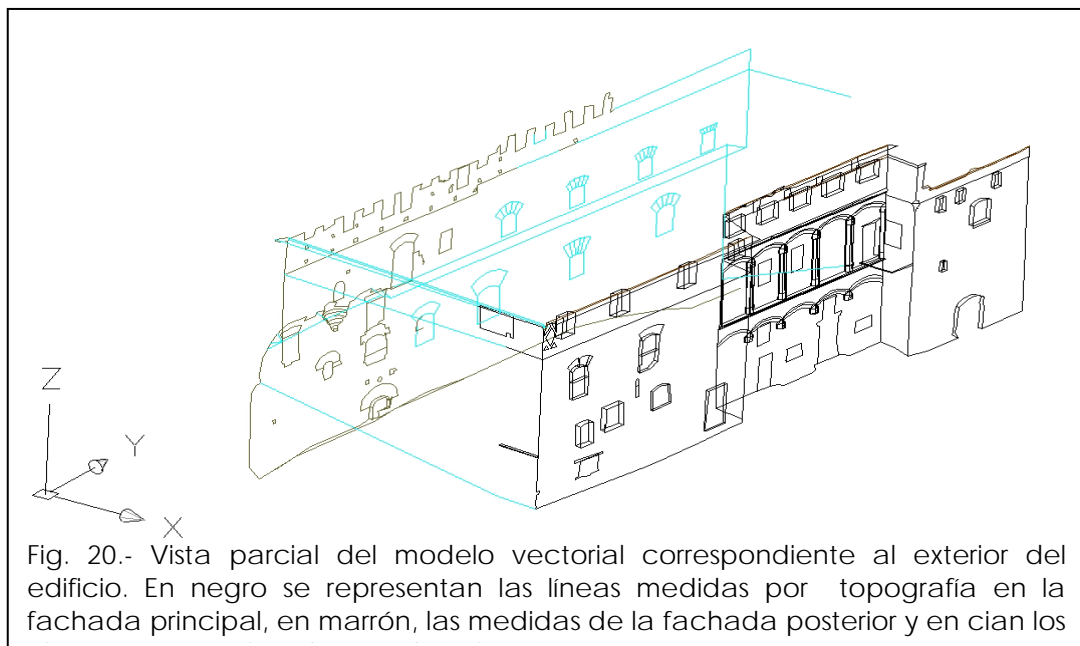 Z
Y
X
Fig. 20.- Vista parcial del modelo vectorial correspondiente al exterior del
edificio. En negro se representan las líneas medidas por topografía en la
fachada principal, en marrón, las medidas de la fachada posterior y en cian los